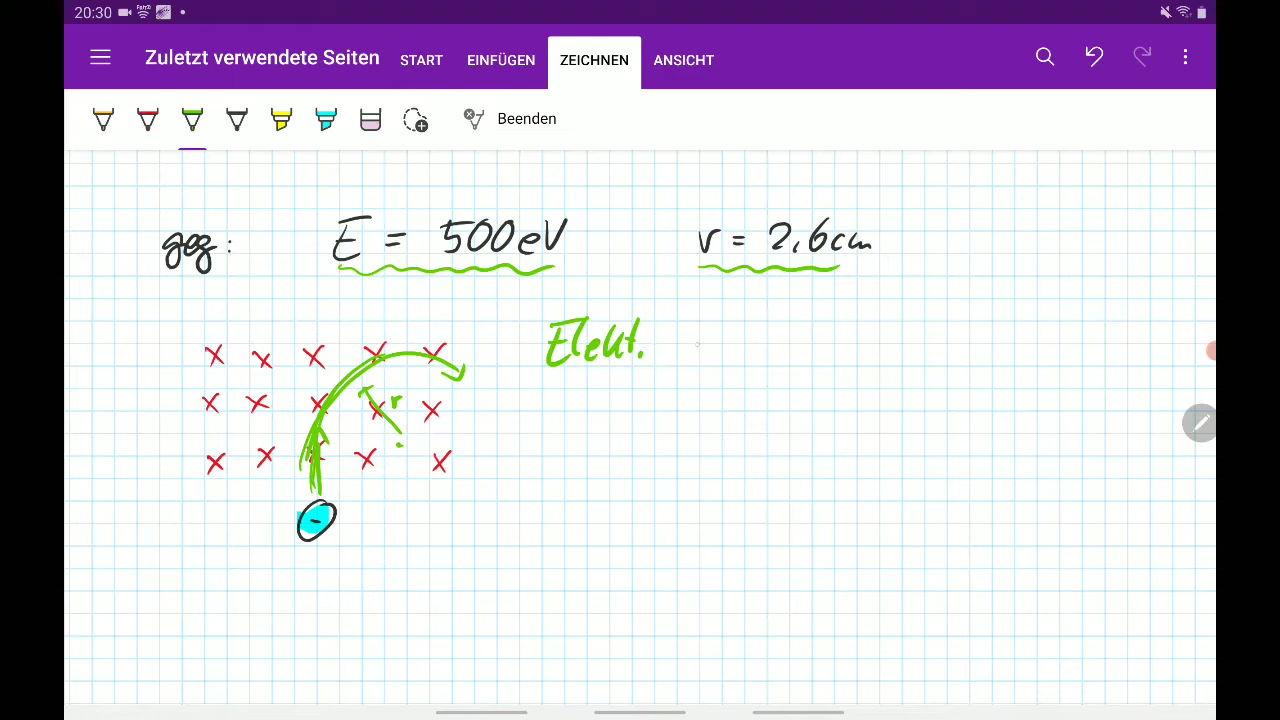 20:30
Zuletzt verwendete Seiten START EINFÜGEN ZEICHNEN ANSICHT
Beenden
geg: E = 500eV r = 2,6cm
Elekt.
r
-